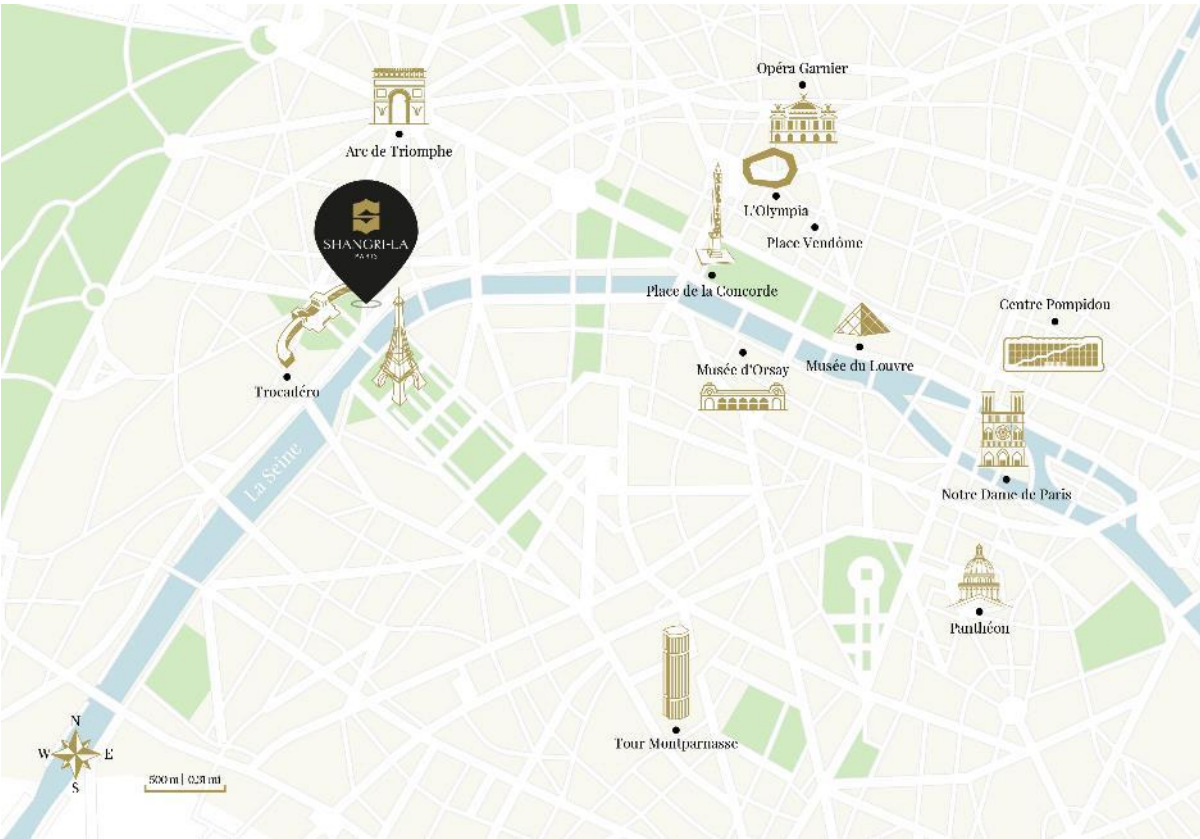 Opéra Garnier
Arc de Triomphe
L'Olympia
SHANGRI-LA
PARIS
Place Vendôme
Place de la Concorde
Centre Pompidou
Musée d'Orsay
Musée du Louvre
Trocadéro
La Seine
Notre Dame de Paris
Panthéon
Tour Montparnasse
N
W E
S
500 m | 0.31 mi